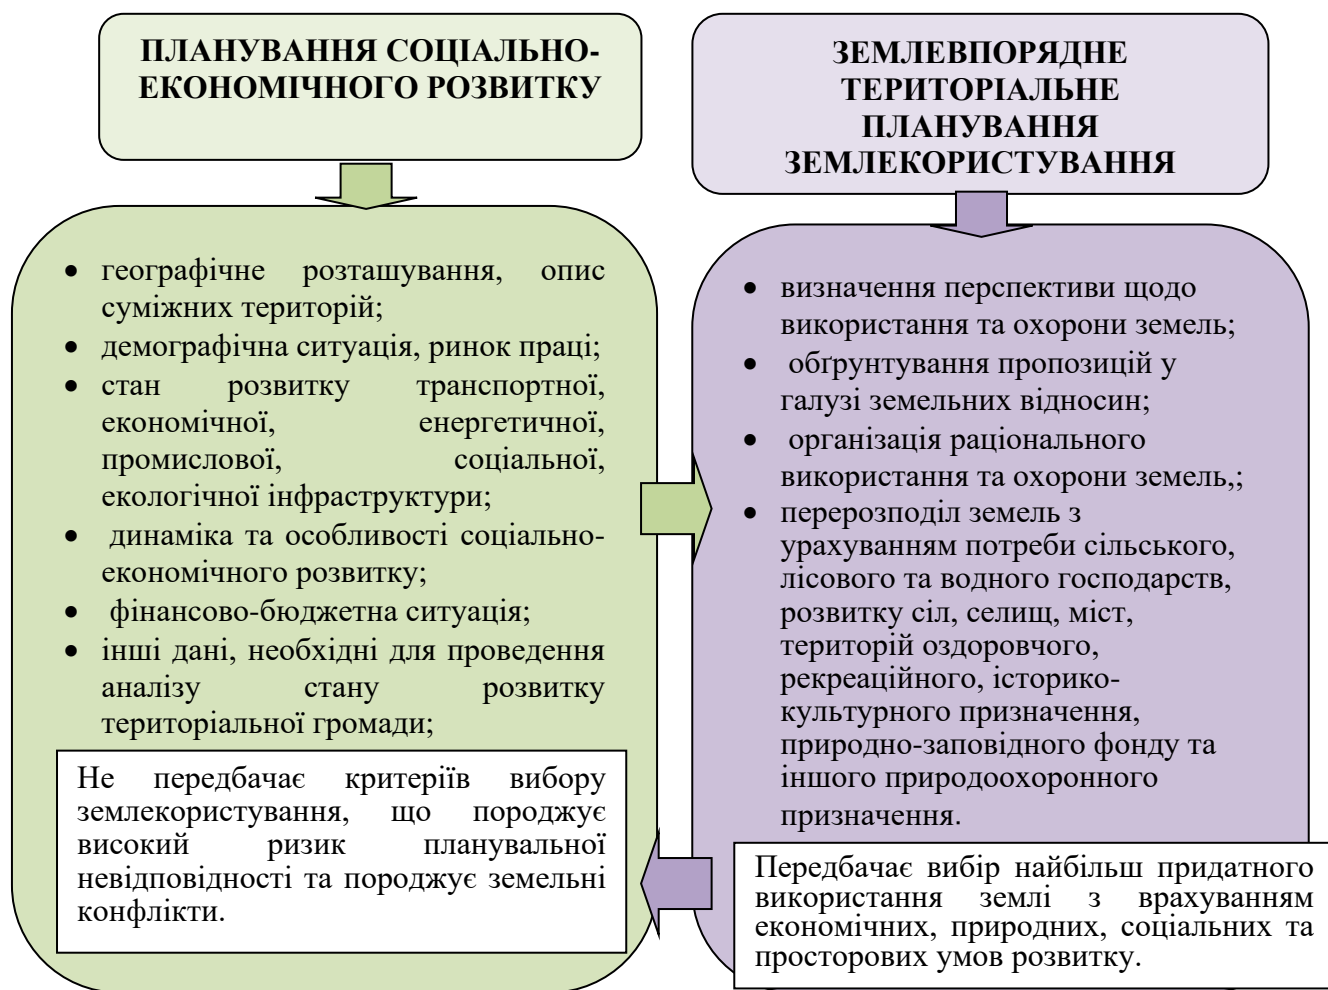 ПЛАНУВАННЯ СОЦІАЛЬНО-
ЕКОНОМІЧНОГО РОЗВИТКУ
• географічне розташування, опис
суміжних територій;
• демографічна ситуація, ринок праці;
• стан розвитку транспортної,
економічної, енергетичної,
промислової, соціальної,
екологічної інфраструктури;
• динаміка та особливості соціально-
економічного розвитку;
• фінансово-бюджетна ситуація;
• інші дані, необхідні для проведення
аналізу стану розвитку
територіальної громади;
Не передбачає критеріїв вибору
землекористування, що породжує
високий ризик планувальної
невідповідності та породжує земельні
конфлікти.
ЗЕМЛЕВПОРЯДНЕ
ТЕРИТОРІАЛЬНЕ
ПЛАНУВАННЯ
ЗЕМЛЕКОРИСТУВАННЯ
• визначення перспективи щодо
використання та охорони земель;
• обґрунтування пропозицій у
галузі земельних відносин;
• організація раціонального
використання та охорони земель,;
• перерозподіл земель з
урахуванням потреби сільського,
лісового та водного господарств,
розвитку сіл, селищ, міст,
територій оздоровчого,
рекреаційного, історико-
культурного призначення,
природно-заповідного фонду та
іншого природоохоронного
призначення.
Передбачає вибір найбільш придатного
використання землі з врахуванням
економічних, природних, соціальних та
просторових умов розвитку.